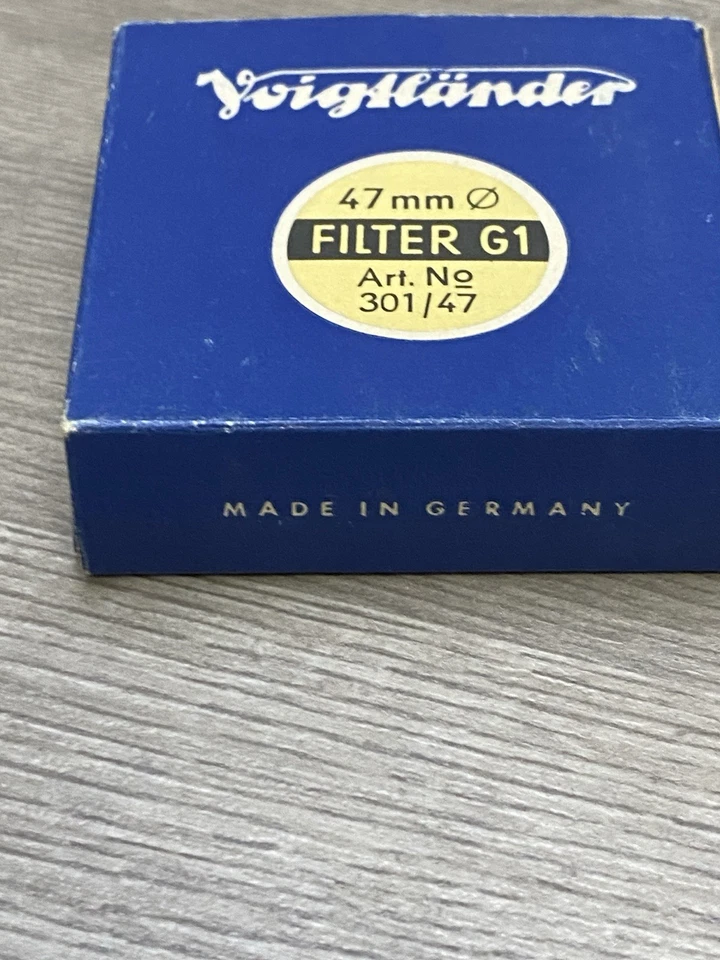 Voigtländer
47 mm Ø
FILTER G1
Art. No
301/47
MADE IN GERMANY